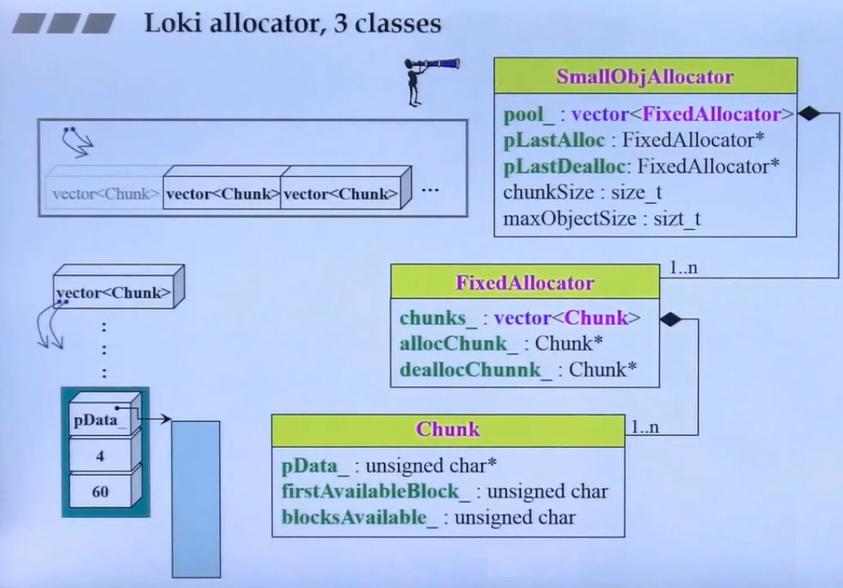 Loki allocator, 3 classes
SmallObjAllocator
pool_ : vector<FixedAllocator>
pLastAlloc : FixedAllocator*
pLastDealloc: FixedAllocator*
chunkSize : size_t
maxObjectSize : sizt_t
vector<Chunk> vector<Chunk> vector<Chunk> ...
1..n
FixedAllocator
chunks_ : vector<Chunk>
allocChunk_ : Chunk*
deallocChunnk_ : Chunk*
vector<Chunk>
1..n
Chunk
pData_ : unsigned char*
firstAvailableBlock_ : unsigned char
blocksAvailable_ : unsigned char
pData_
4
60